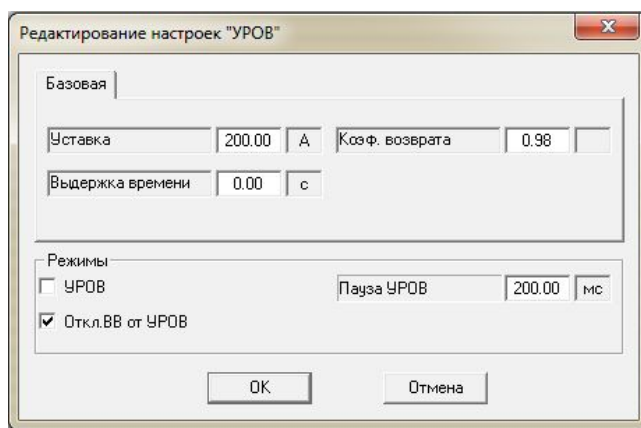 Редактирование настроек "УРОВ"
Базовая
Уставка 200.00 А Коэф. возврата 0.98
Выдержка времени 0.00 с
Режимы
УРОВ Пауза УРОВ 200.00 мс
Откл.ВВ от УРОВ
ОК Отмена